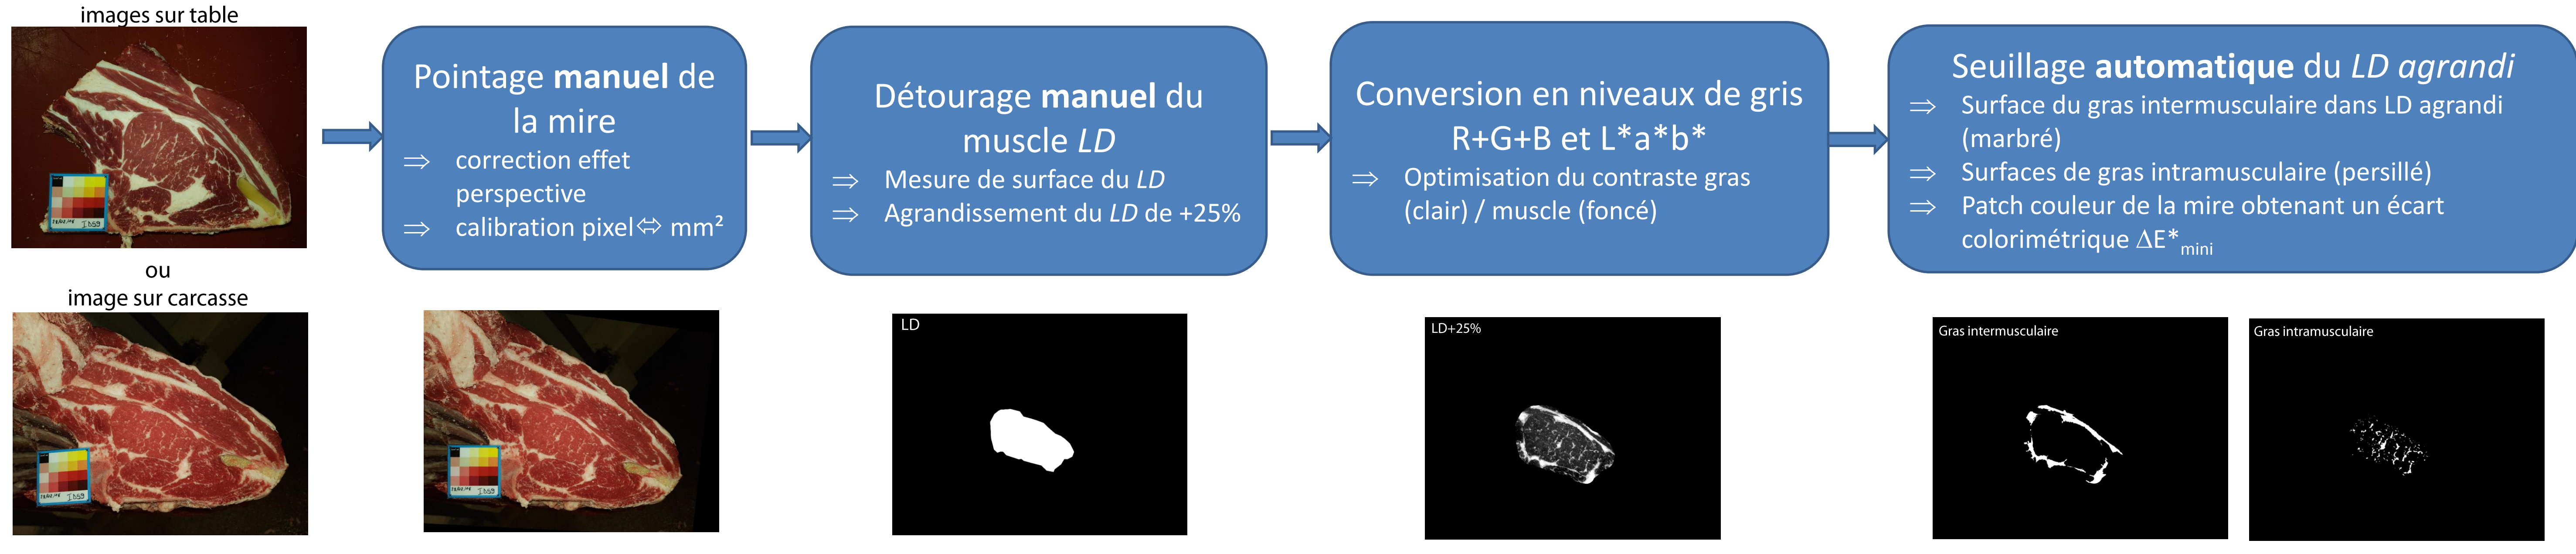 images sur table
ou
image sur carcasse
Pointage manuel de
la mire
⇒ correction effet
perspective
⇒ calibration pixel⇔ mm²
Détourage manuel du
muscle LD
⇒ Mesure de surface du LD
⇒ Agrandissement du LD de +25%
Conversion en niveaux de gris
R+G+B et L*a*b*
⇒ Optimisation du contraste gras
(clair) / muscle (foncé)
Seuillage automatique du LD agrandi
⇒ Surface du gras intermusculaire dans LD agrandi
(marbré)
⇒ Surfaces de gras intramusculaire (persillé)
⇒ Patch couleur de la mire obtenant un écart
colorimétrique ΔE*mini
LD
LD+25%
Gras intermusculaire
Gras intramusculaire